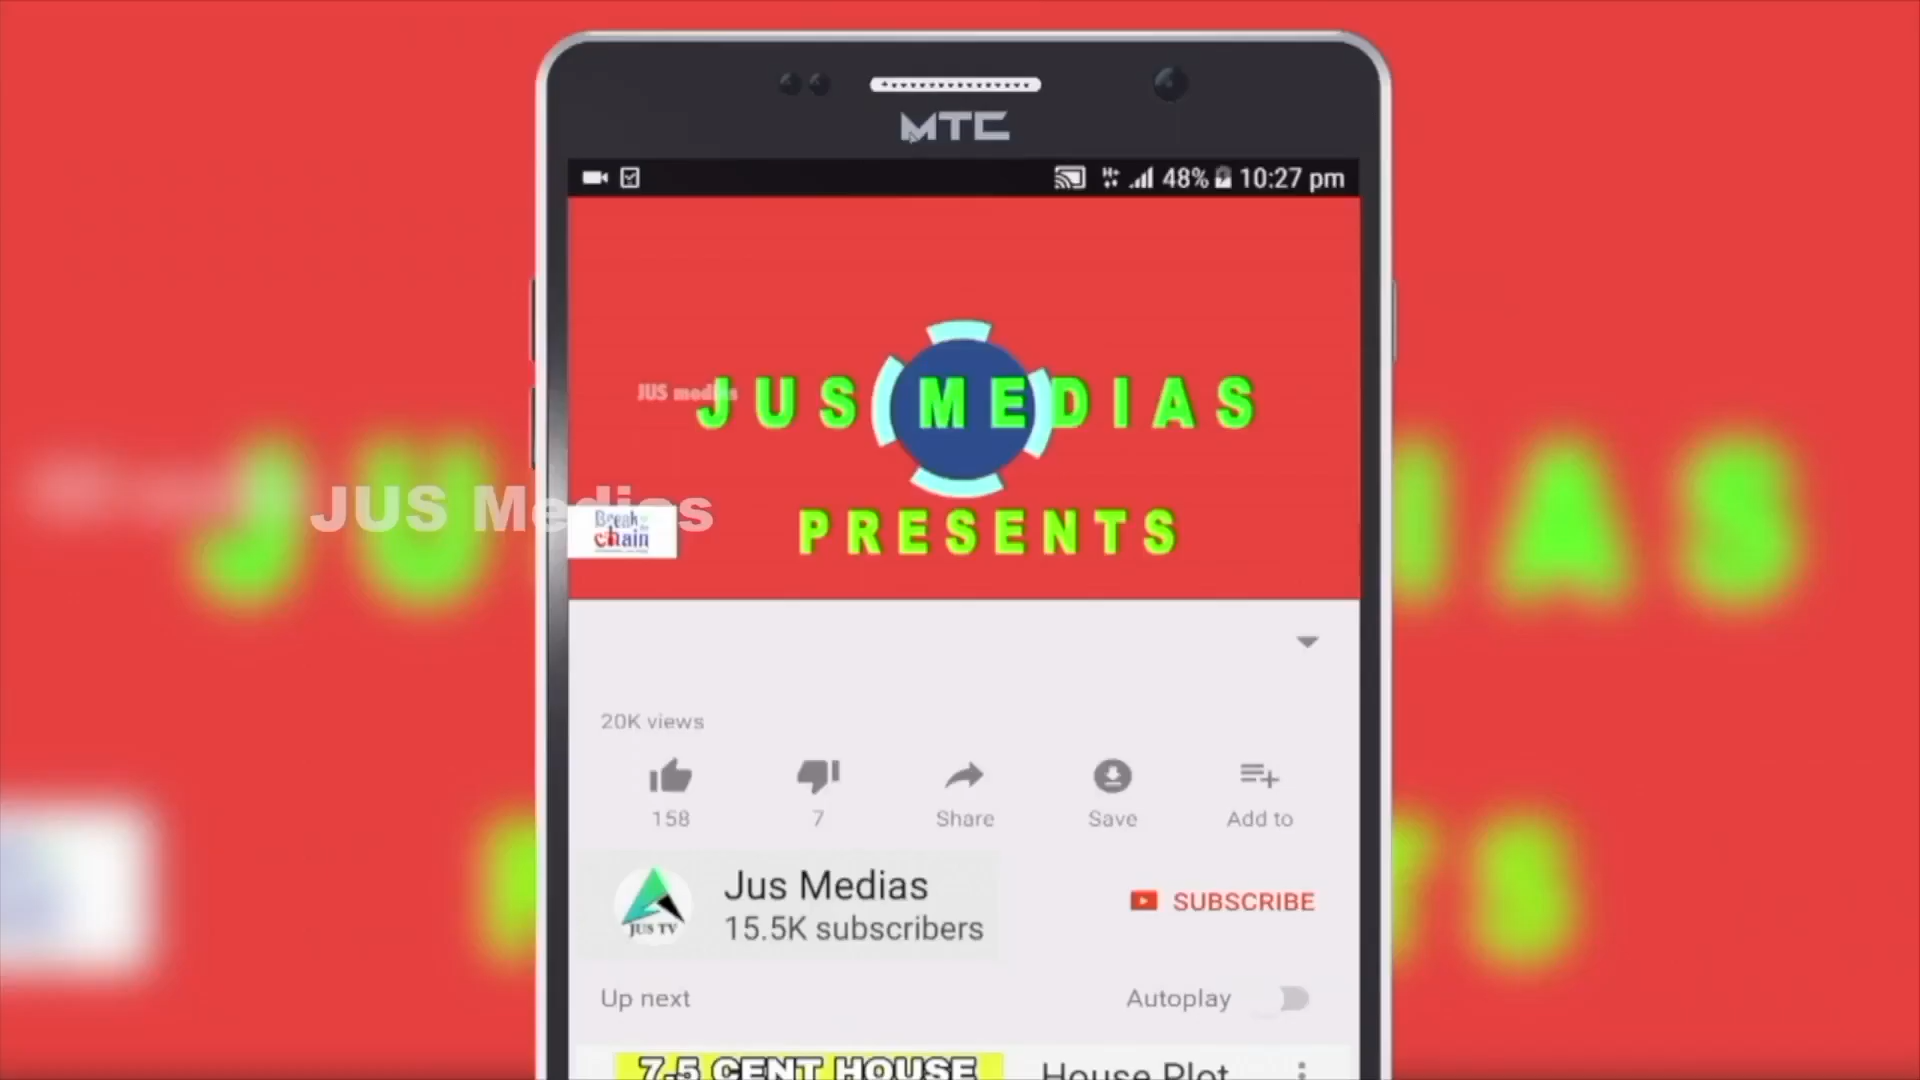 MTC
H+ 48% 10:27 pm
JUS medias
JUS MEDIAS
JUS Medias
Break
the
chain
PRESENTS
20K views
158
7
Share
Save
Add to
Jus Medias
15.5K subscribers
JUS TV
SUBSCRIBE
Up next
Autoplay
7.5 CENT HOUSE
House Plot